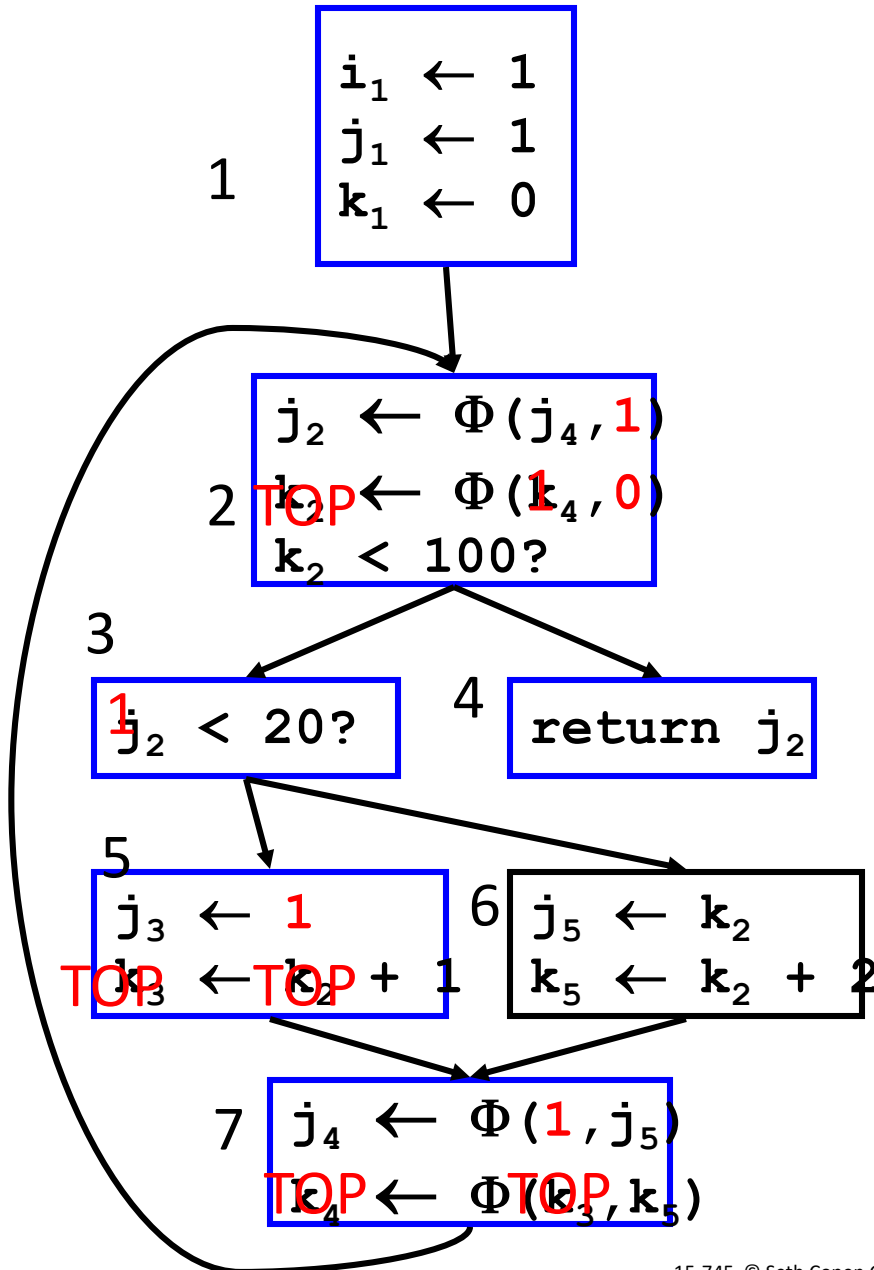 i1 ← 1
j1 ← 1
1
k1 ← 0
j2 ← Φ(j4,1)
2
TOP
k2 ← Φ(k4,0)
1
k2 < 100?
3
1
j2 < 20?
4
return j2
5
j3 ← 1
TOP
k3 ← k2 + 1
TOP
6
j5 ← k2
k5 ← k2 + 2
7
j4 ← Φ(1,j5)
TOP
k4 ← Φ(k3,k5)
TOP